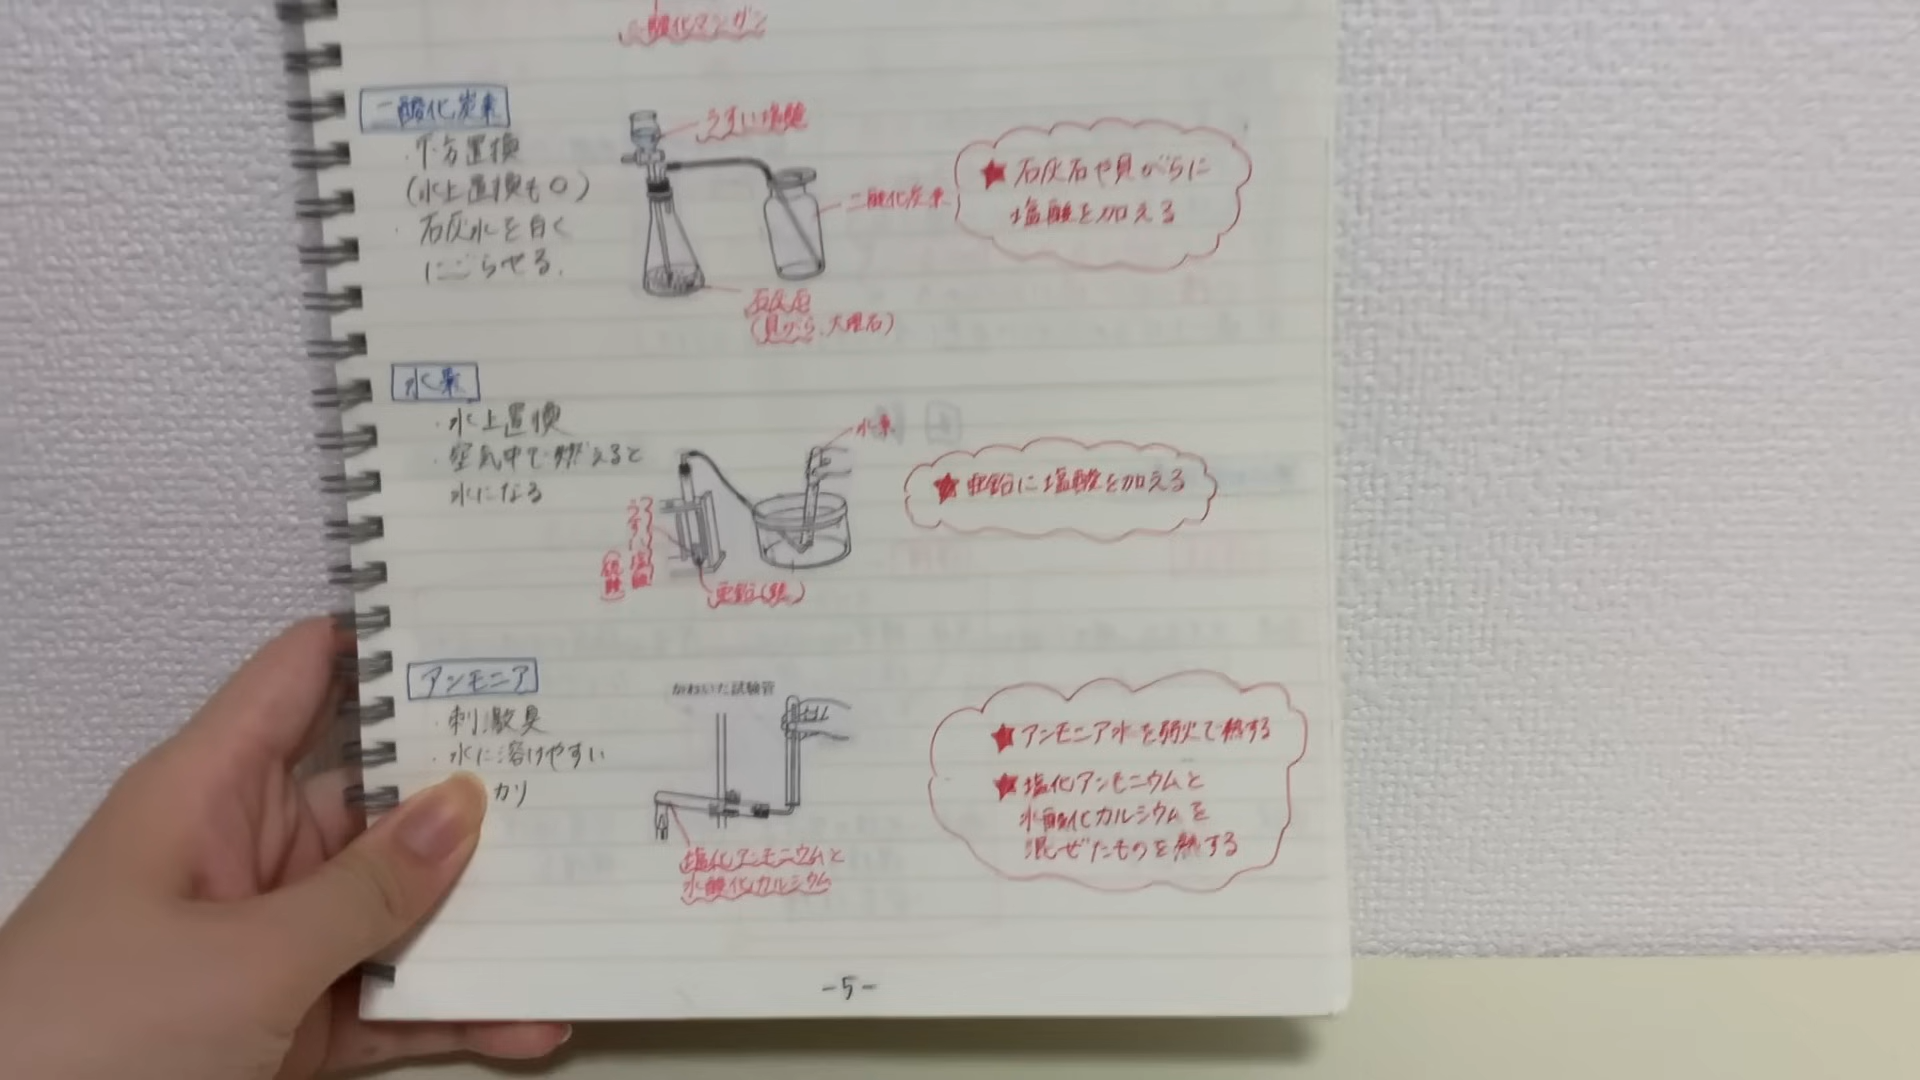 二酸化マンガン
二酸化炭素
・下方置換
(水上置換も○)
・石灰水を白く
にごらせる.
うすい塩酸
二酸化炭素
石灰石
(貝がら、大理石)
★石灰石や貝がらに
塩酸を加える
水素
・水上置換
・空気中で燃えると
水になる
水素
うすい塩酸
(硫酸)
亜鉛(鉄)
★亜鉛に塩酸を加える
アンモニア
・刺激臭
・水に溶けやすい
カリ
かわいた試験管
塩化アンモニウムと
水酸化カルシウム
★アンモニア水を弱火で熱する
★塩化アンモニウムと
水酸化カルシウムを
混ぜたものを熱する
-5-